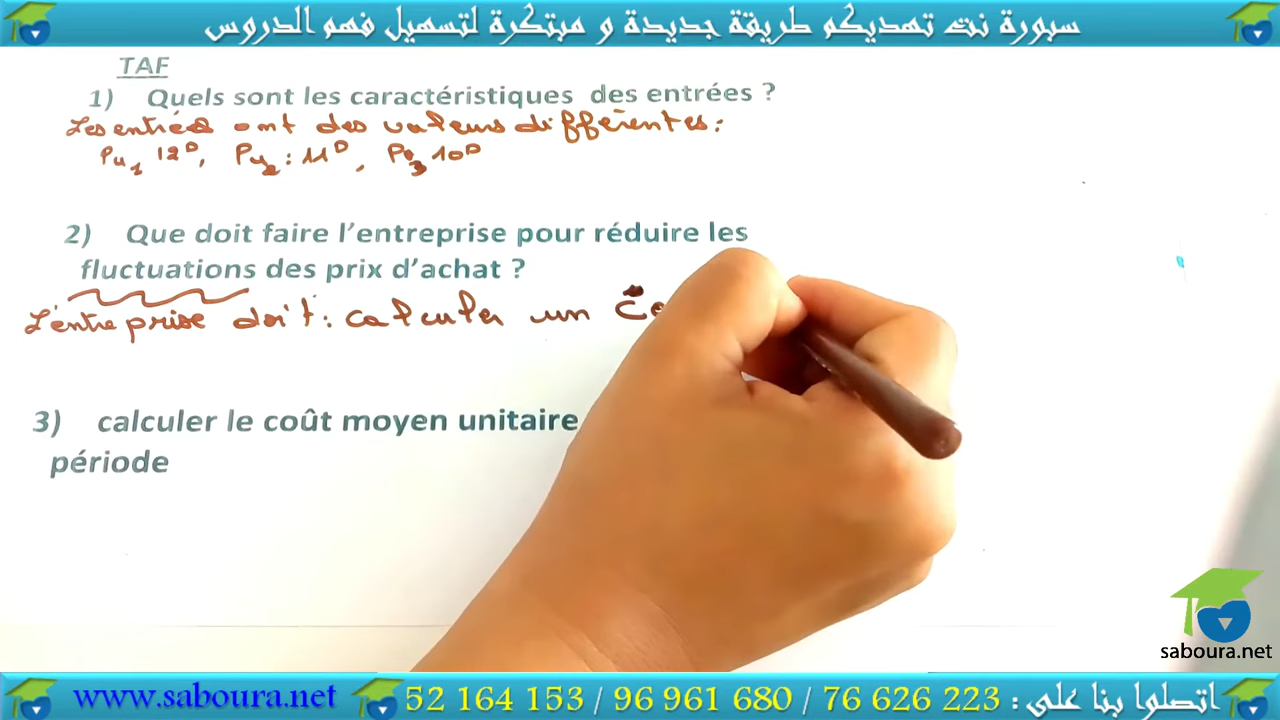 سبورة نت تهديكم طريقة جديدة و مبتكرة لتسهيل فهم الدروس
TAF
1) Quels sont les caractéristiques des entrées ?
Les entrées ont des valeurs différentes :
Pu1 12D, Pu2 : 11D, Pu3 10D
2) Que doit faire l'entreprise pour réduire les
fluctuations des prix d'achat ?
L'entreprise doit : calculer un
3) calculer le coût moyen unitaire
période
saboura.net
www.saboura.net 52 164 153 / 96 961 680 / 76 626 223 : اتصلوا بنا على